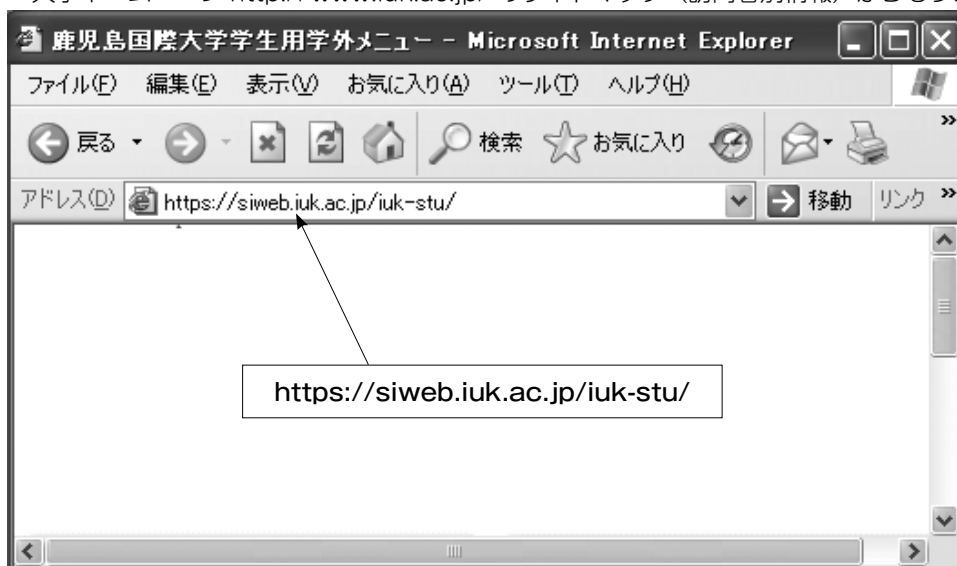 鹿児島国際大学学生用学外メニュー - Microsoft Internet Explorer
ファイル(F) 編集(E) 表示(V) お気に入り(A) ツール(T) ヘルプ(H)
戻る 検索 お気に入り »
アドレス(D) https://siweb.iuk.ac.jp/iuk-stu/ 移動 リンク »
https://siweb.iuk.ac.jp/iuk-stu/